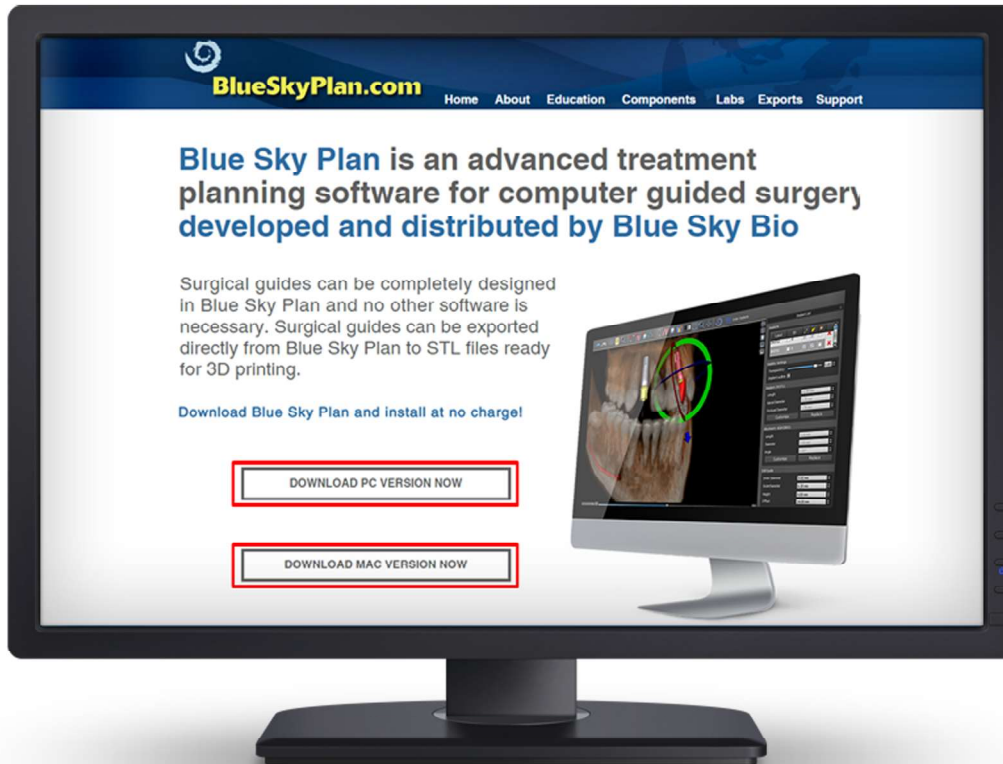 BlueSkyPlan.com
Home About Education Components Labs Exports Support
Blue Sky Plan is an advanced treatment
planning software for computer guided surgery
developed and distributed by Blue Sky Bio
Surgical guides can be completely designed
in Blue Sky Plan and no other software is
necessary. Surgical guides can be exported
directly from Blue Sky Plan to STL files ready
for 3D printing.
Download Blue Sky Plan and install at no charge!
DOWNLOAD PC VERSION NOW
DOWNLOAD MAC VERSION NOW